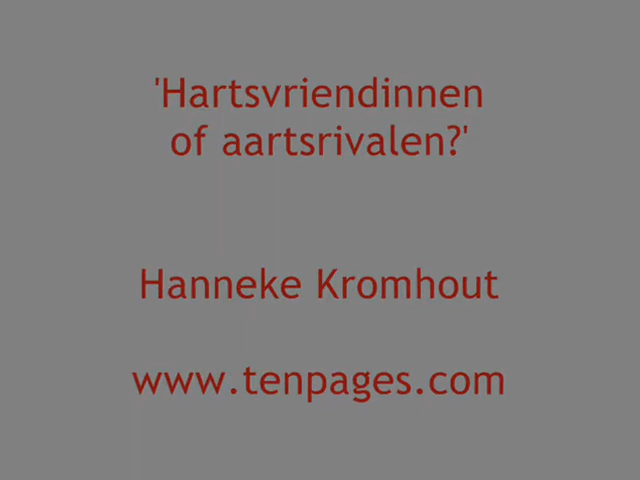 'Hartsvriendinnen
of aartsrivalen?'
Hanneke Kromhout
www.tenpages.com